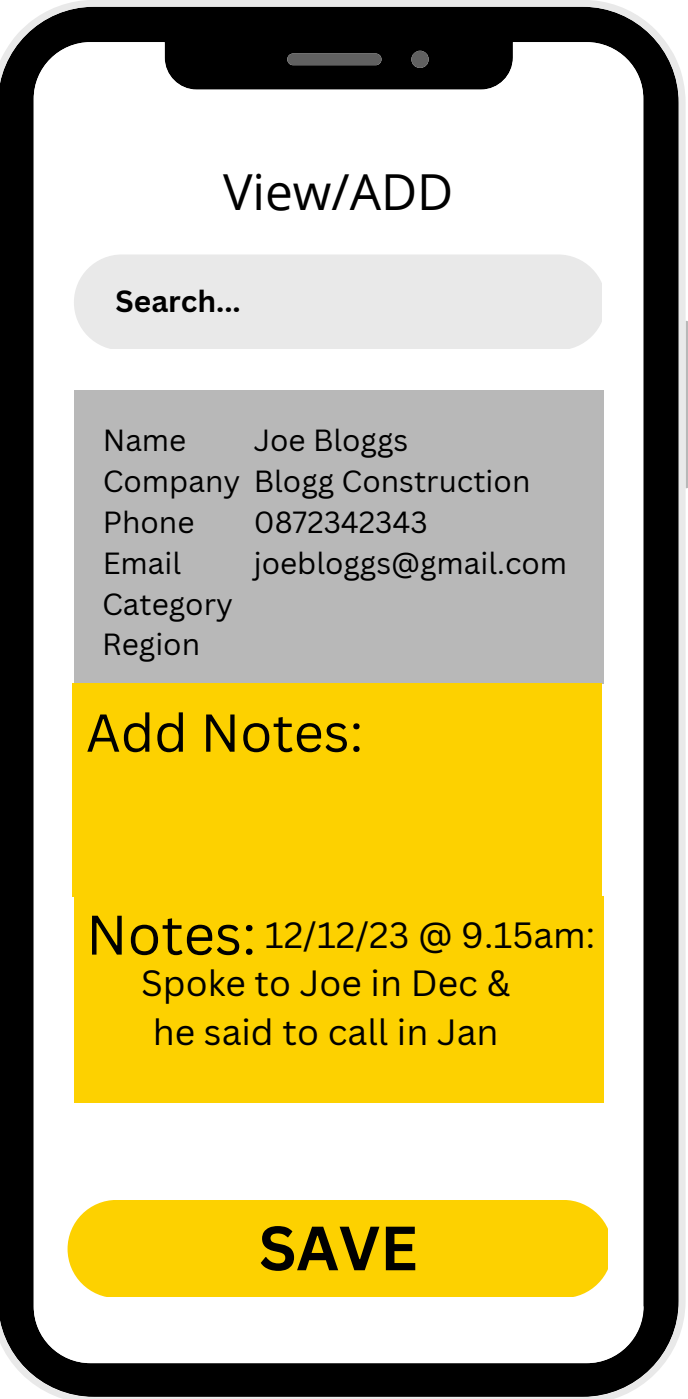 View/ADD
Search...
Name Joe Bloggs
Company Blogg Construction
Phone 0872342343
Email joebloggs@gmail.com
Category
Region
Add Notes:
Notes: 12/12/23 @ 9.15am:
Spoke to Joe in Dec &
he said to call in Jan
SAVE